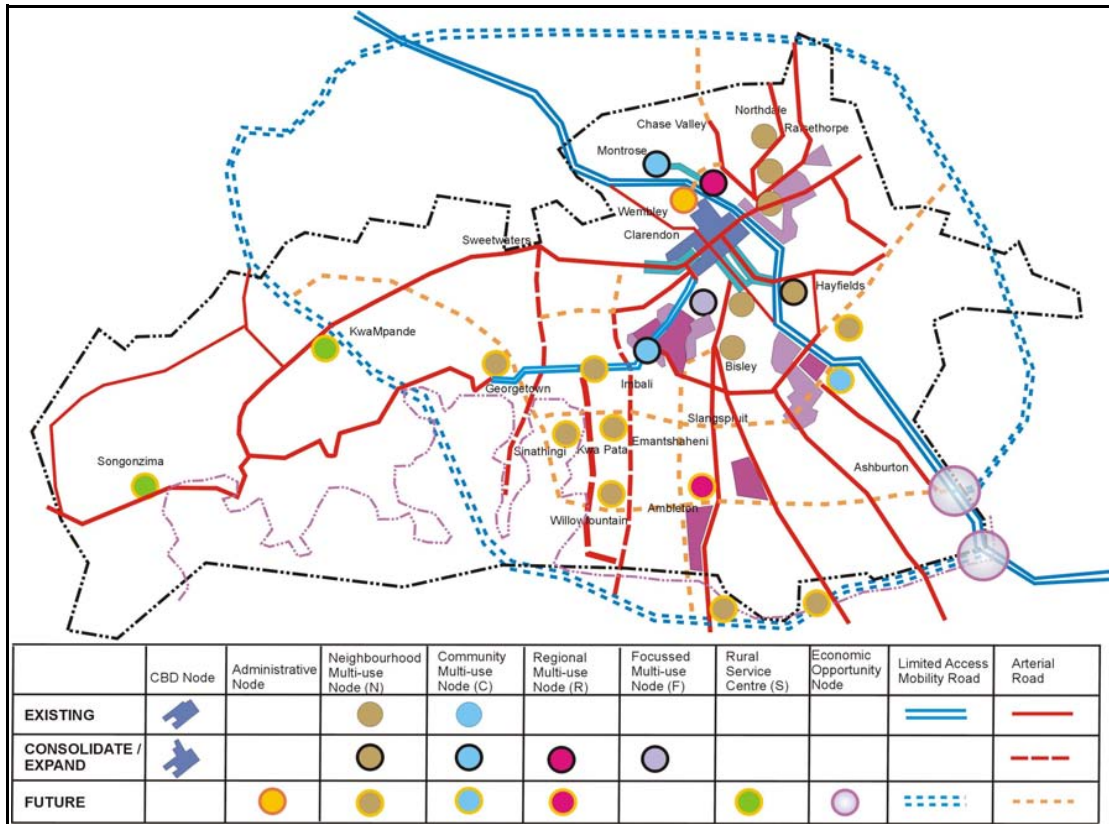 Northdale
Chase Valley
Raisethorpe
Montrose
Wembley
Clarendon
Sweetwaters
Hayfields
KwaMpande
Bisley
Georgetown
Imbali
Slangspruit
Sinathingi
Kwa Pata
Emantshaheni
Songonzima
Ashburton
Ambleton
Willowfountain
CBD Node
Administrative
Node
Neighbourhood
Multi-use
Node (N)
Community
Multi-use
Node (C)
Regional
Multi-use
Node (R)
Focussed
Multi-use
Node (F)
Rural
Service
Centre (S)
Economic
Opportunity
Node
Limited Access
Mobility Road
Arterial
Road
EXISTING
CONSOLIDATE /
EXPAND
FUTURE